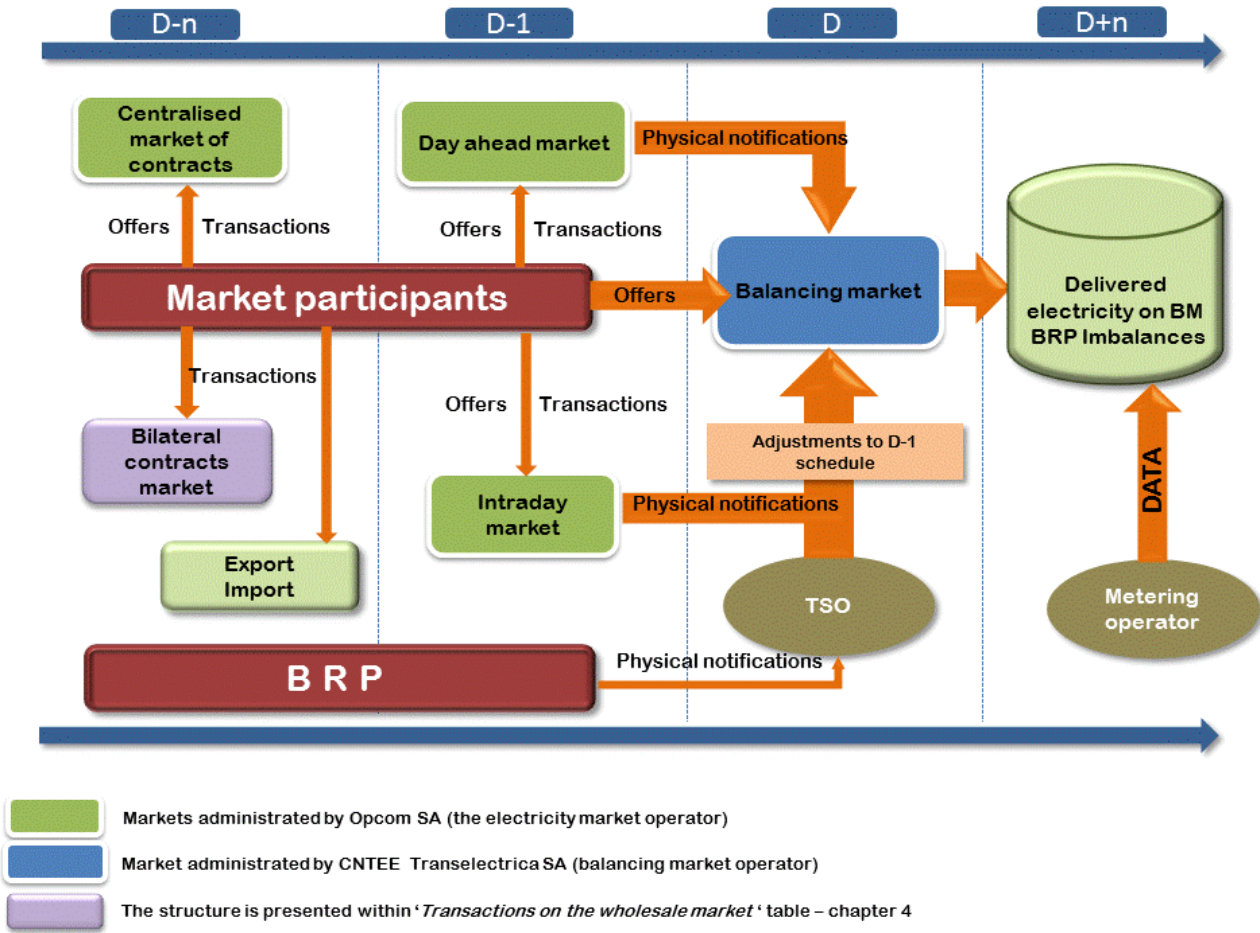 D-n
D-1
D
D+n
Centralised
market of
contracts
Day ahead market
Physical notifications
Offers
Transactions
Offers
Transactions
Market participants
Offers
Balancing market
Delivered
electricity on BM
BRP Imbalances
Transactions
Offers
Transactions
Bilateral
contracts
market
Adjustments to D-1
schedule
Intraday
market
Physical notifications
DATA
Export
Import
TSO
Metering
operator
B R P
Physical notifications
Markets administrated by Opcom SA (the electricity market operator)
Market administrated by CNTEE Transelectrica SA (balancing market operator)
The structure is presented within ‘Transactions on the wholesale market ‘ table – chapter 4